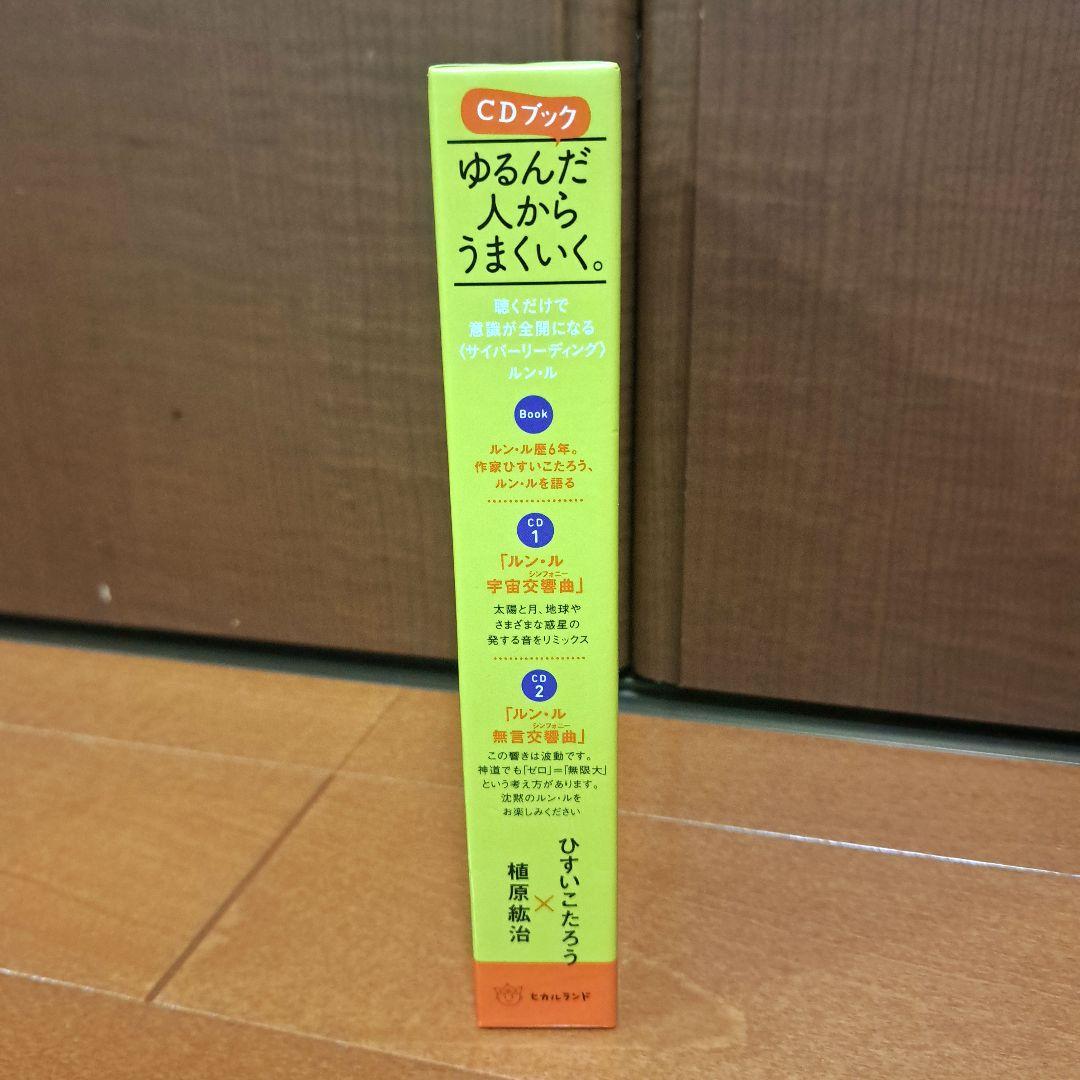 CDブック
ゆるんだ
人から
うまくいく。
聴くだけで
意識が全開になる
〈サイバーリーディング〉
ルン・ル
Book
ルン・ル歴6年。
作家ひすいこたろう、
ルン・ルを語る
CD
1
「ルン・ル
シンフォニー
宇宙交響曲」
太陽と月、地球や
さまざまな惑星の
発する音をリミックス
CD
2
「ルン・ル
シンフォニー
無言交響曲」
この響きは波動です。
神道でも「ゼロ」=「無限大」
という考え方があります。
沈黙のルン・ルを
お楽しみください
ひすいこたろう
×
植原紘治
ヒカルランド